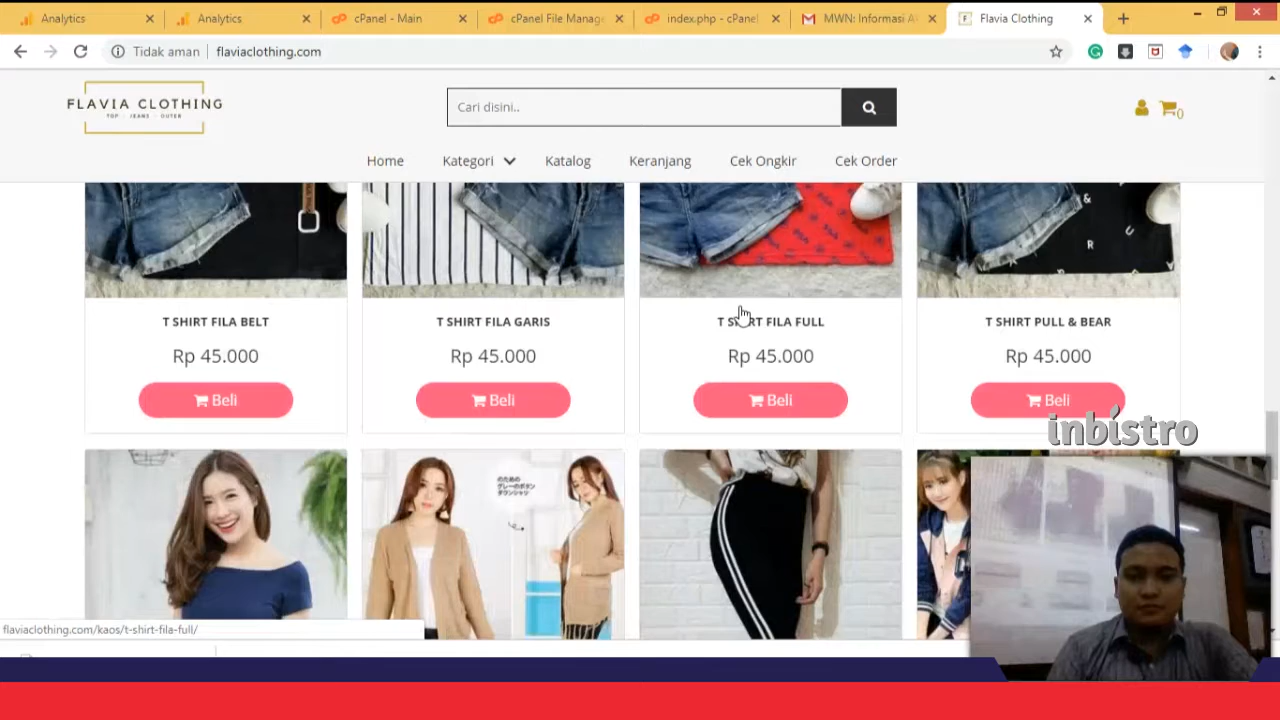 Analytics
Analytics
cPanel - Main
cPanel File Manage
index.php - cPanel
MWN: Informasi
Flavia Clothing
Tidak aman
flaviaclothing.com
FLAVIA CLOTHING
TOP · JEANS · OUTER
Cari disini..
0
Home
Kategori
Katalog
Keranjang
Cek Ongkir
Cek Order
&
U
R
T SHIRT FILA BELT
T SHIRT FILA GARIS
T SHIRT FILA FULL
T SHIRT PULL & BEAR
Rp 45.000
Rp 45.000
Rp 45.000
Rp 45.000
Beli
Beli
Beli
Beli
inbistro
flaviaclothing.com/kaos/t-shirt-fila-full/